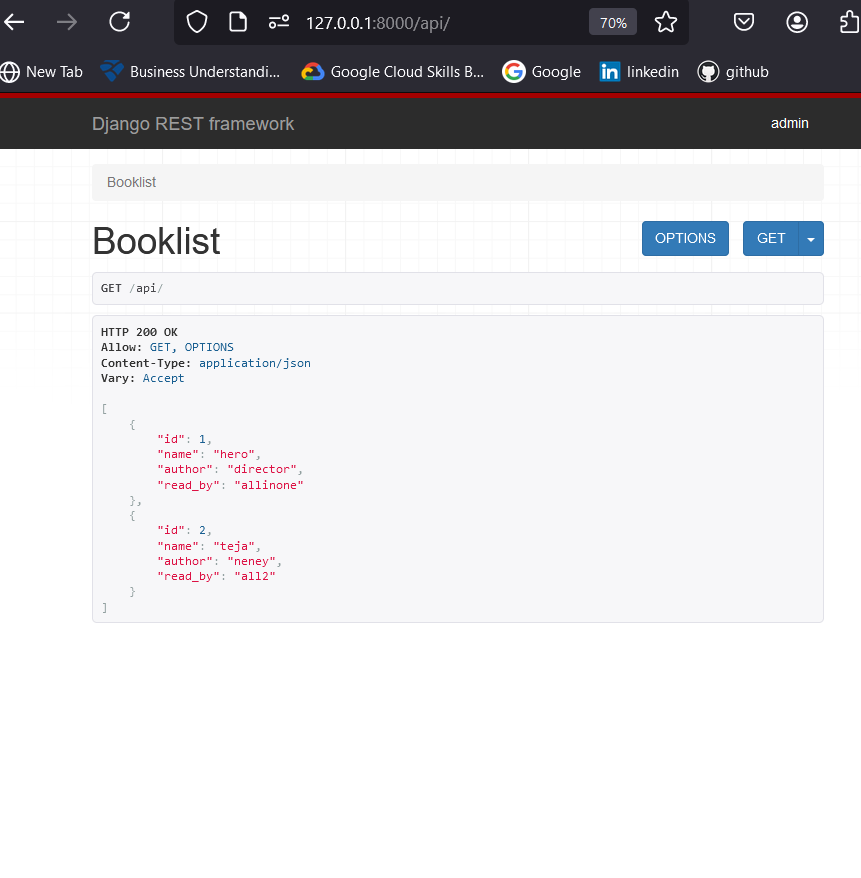 127.0.0.1:8000/api/
70%
New Tab
Business Understandi...
Google Cloud Skills B...
Google
linkedin
github
Django REST framework
admin
Booklist
Booklist
OPTIONS
GET
GET /api/
HTTP 200 OK
Allow: GET, OPTIONS
Content-Type: application/json
Vary: Accept
[
    {
        "id": 1,
        "name": "hero",
        "author": "director",
        "read_by": "allinone"
    },
    {
        "id": 2,
        "name": "teja",
        "author": "neney",
        "read_by": "all2"
    }
]